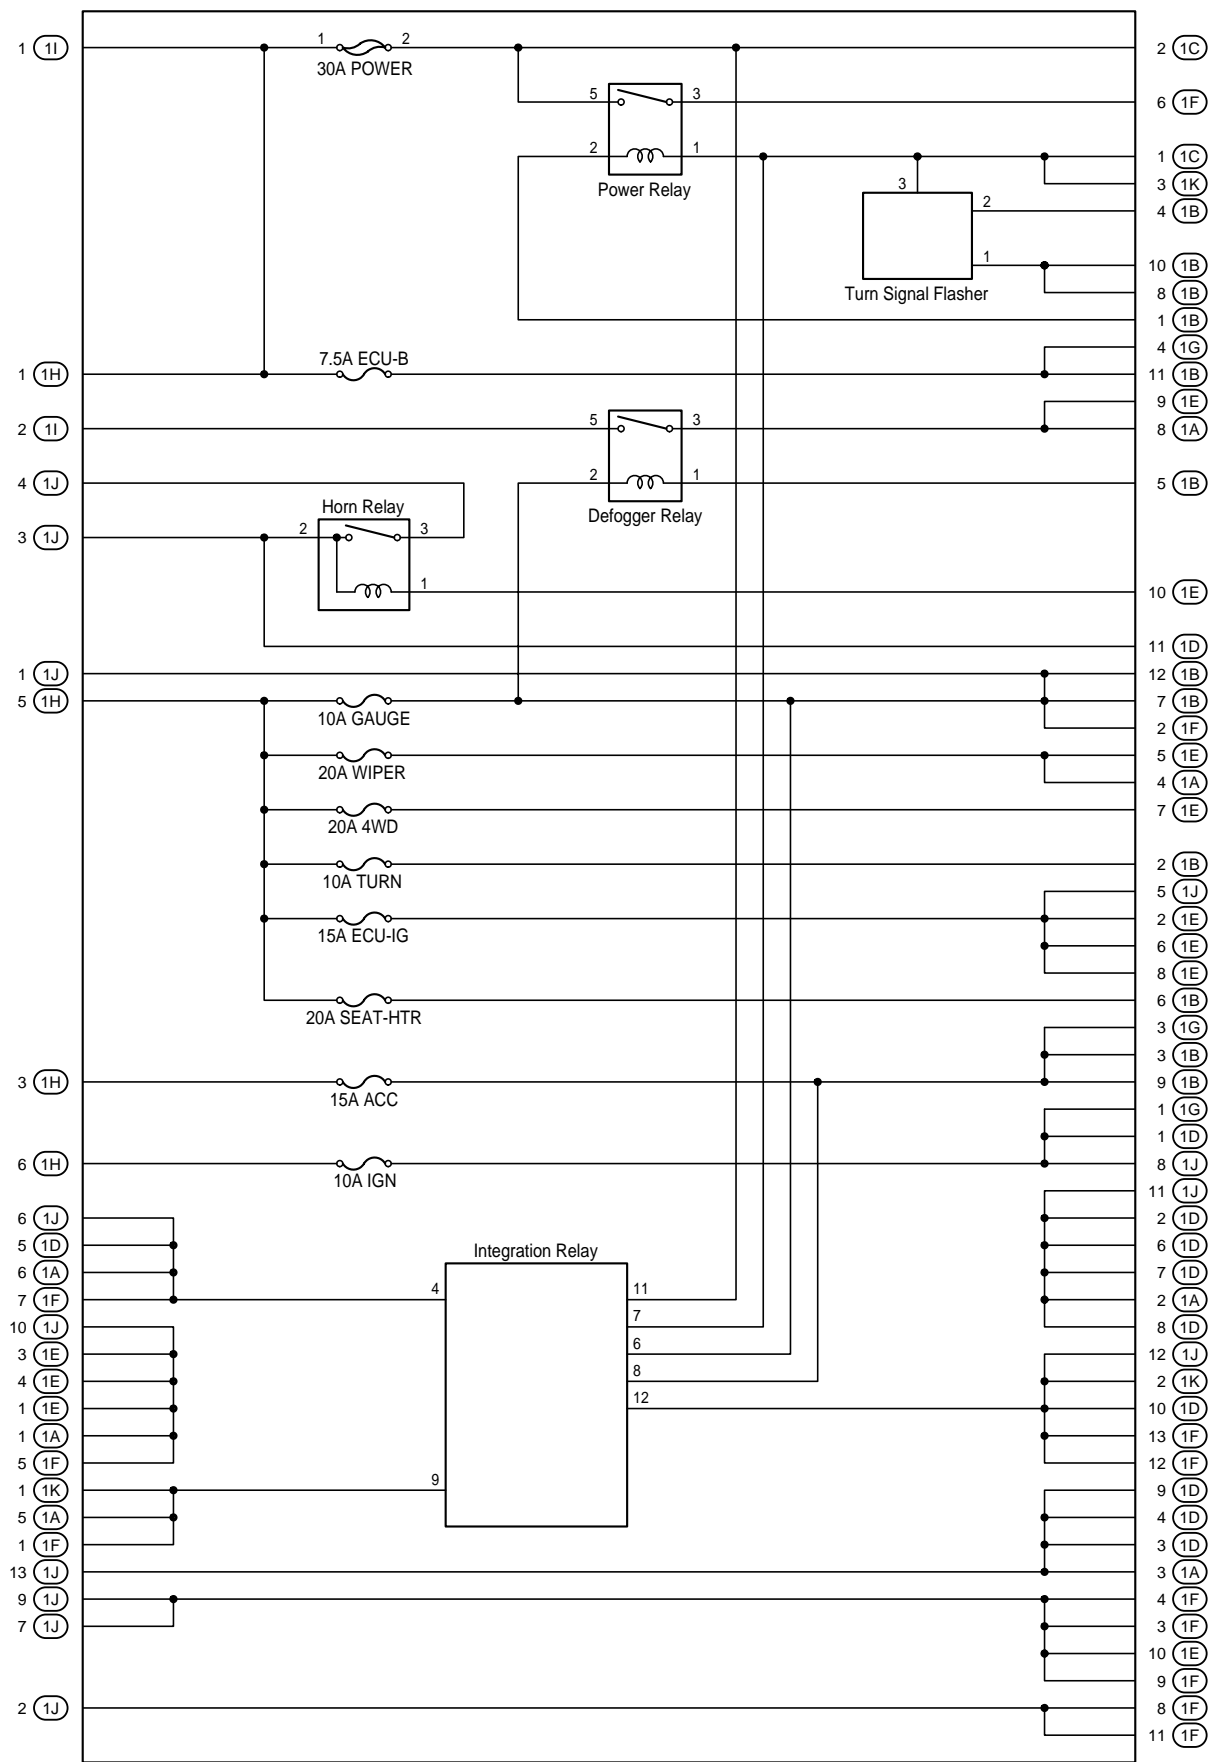 1 1I
1 2
30A POWER
2 1C
5 3
6 1F
2 1
Power Relay
1 1C
3 1K
3
2
4 1B
1
10 1B
Turn Signal Flasher
8 1B
1 1B
4 1G
1 1H
7.5A ECU-B
11 1B
9 1E
2 1I
5 3
8 1A
4 1J
2 1
5 1B
Horn Relay
Defogger Relay
3 1J
2 3
1
10 1E
11 1D
1 1J
12 1B
5 1H
10A GAUGE
7 1B
2 1F
20A WIPER
5 1E
4 1A
20A 4WD
7 1E
10A TURN
2 1B
5 1J
15A ECU-IG
2 1E
6 1E
8 1E
20A SEAT-HTR
6 1B
3 1G
3 1B
3 1H
15A ACC
9 1B
1 1G
1 1D
6 1H
10A IGN
8 1J
11 1J
6 1J
2 1D
5 1D
Integration Relay
6 1D
6 1A
7 1D
7 1F
4 11
2 1A
10 1J
7
8 1D
3 1E
6
12 1J
4 1E
8
2 1K
1 1E
12
10 1D
1 1A
13 1F
5 1F
12 1F
1 1K
9
9 1D
5 1A
4 1D
1 1F
3 1D
13 1J
3 1A
9 1J
4 1F
7 1J
3 1F
10 1E
9 1F
2 1J
8 1F
11 1F